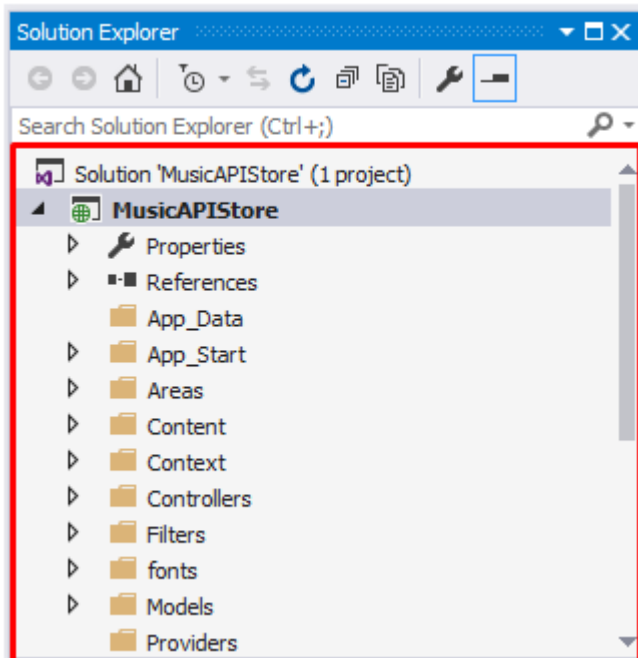 Solution Explorer
Search Solution Explorer (Ctrl+;)
Solution 'MusicAPIStore' (1 project)
MusicAPIStore
Properties
References
App_Data
App_Start
Areas
Content
Context
Controllers
Filters
fonts
Models
Providers